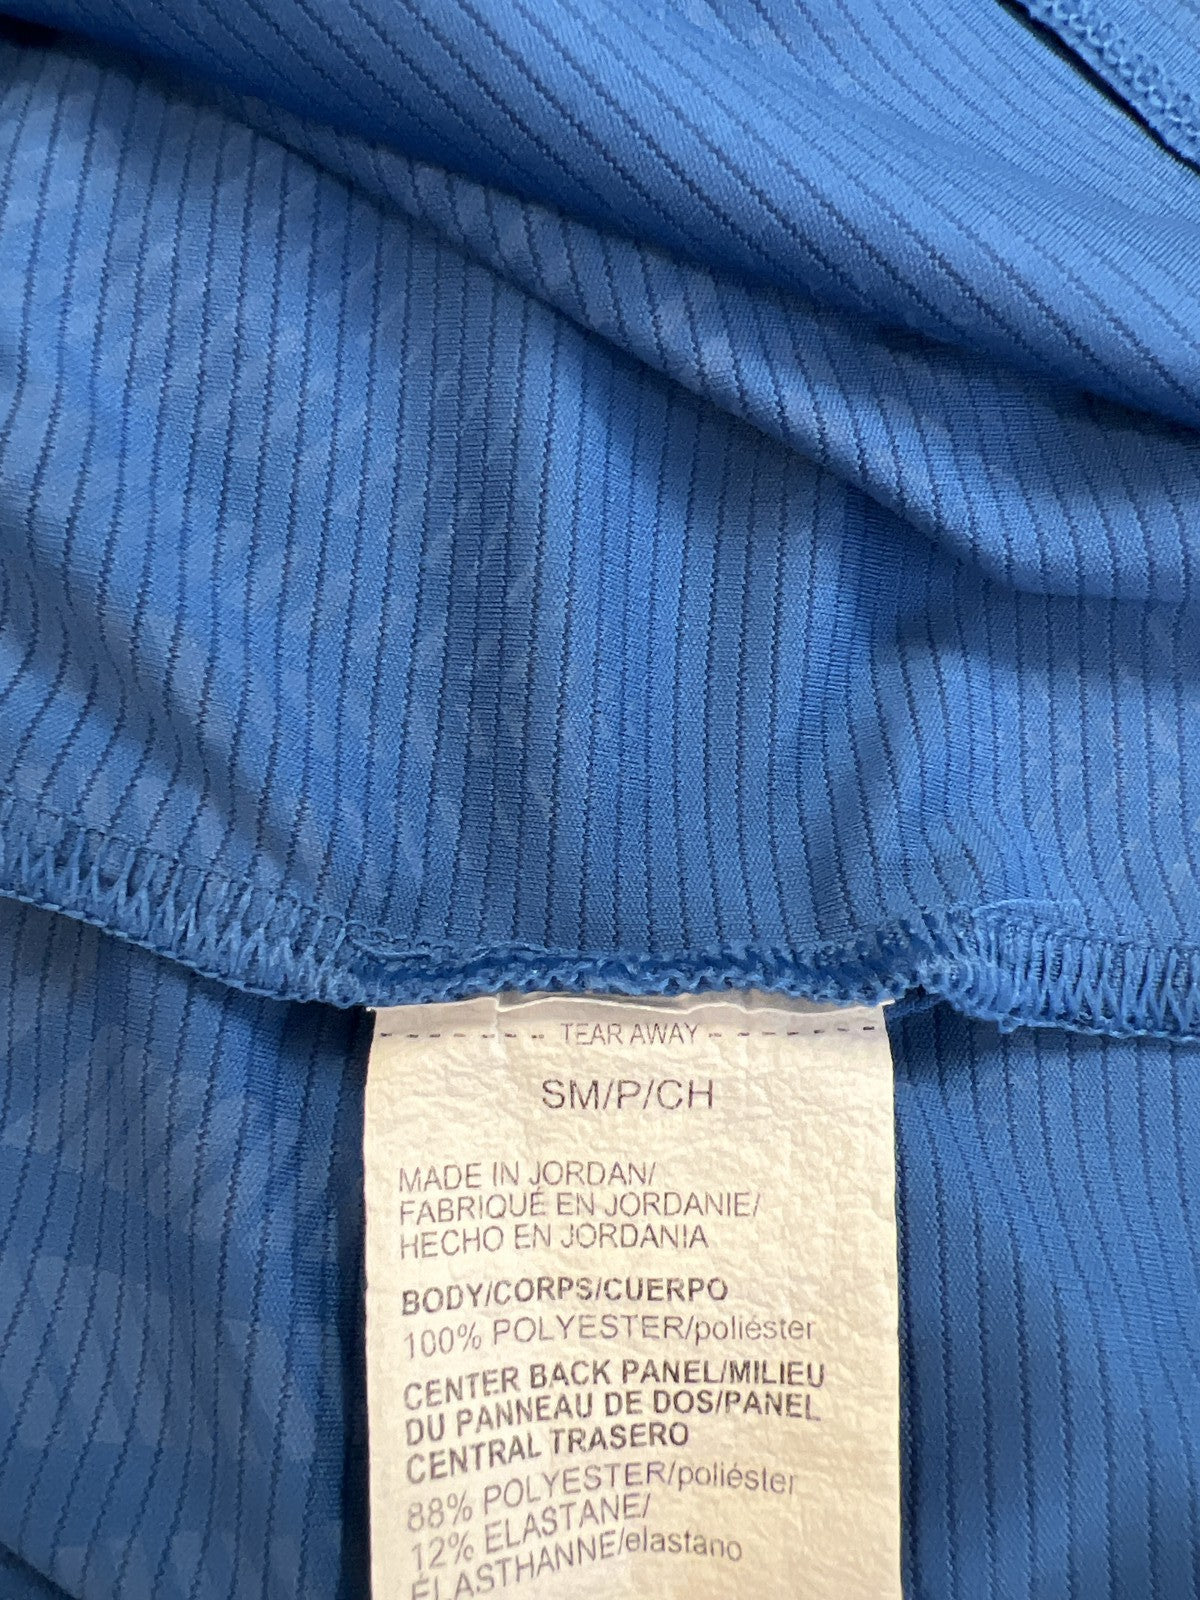 TEAR AWAY
SM/P/CH
MADE IN JORDAN/
FABRIQUÉ EN JORDANIE/
HECHO EN JORDANIA
BODY/CORPS/CUERPO
100% POLYESTER/poliéster
CENTER BACK PANEL/MILIEU
DU PANNEAU DE DOS/PANEL
CENTRAL TRASERO
88% POLYESTER/poliéster
12% ELASTANE/
ÉLASTHANNE/elastano